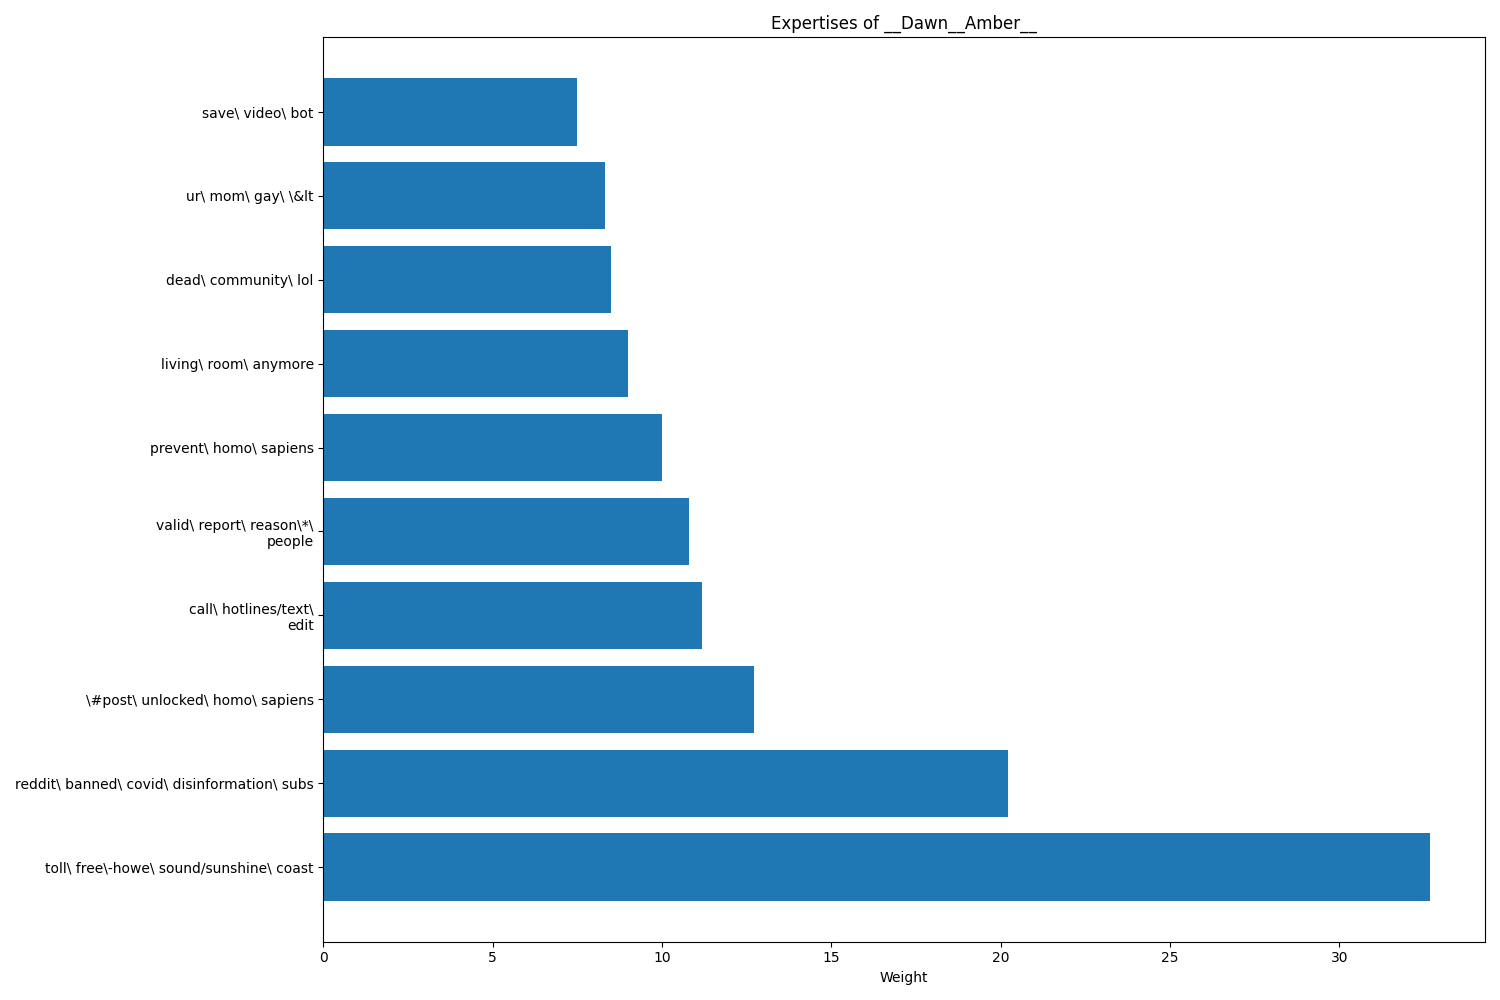 Expertises of __Dawn__Amber__
save\ video\ bot
ur\ mom\ gay\ \&lt
dead\ community\ lol
living\ room\ anymore
prevent\ homo\ sapiens
valid\ report\ reason\*\
people
call\ hotlines/text\
edit
\#post\ unlocked\ homo\ sapiens
reddit\ banned\ covid\ disinformation\ subs
toll\ free\-howe\ sound/sunshine\ coast
0 5 10 15 20 25 30
Weight